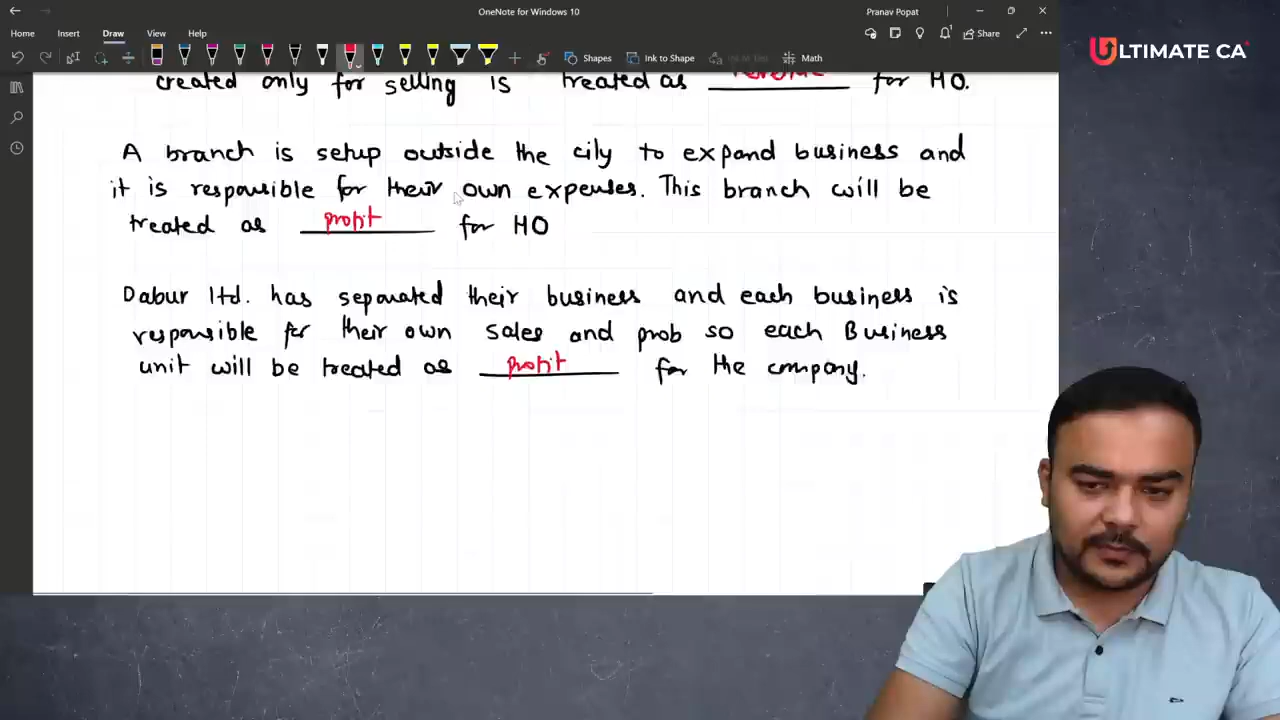 OneNote for Windows 10
Pranav Popat
Home Insert Draw View Help
Share
Shapes Ink to Shape Math
ULTIMATE CA
created only for selling is treated as revenue for HO.
A branch is setup outside the city to expand business and
it is responsible for their own expenses. This branch will be
treated as profit for HO
Dabur ltd. has separated their business and each business is
responsible for their own sales and prob so each Business
unit will be treated as profit for the company.